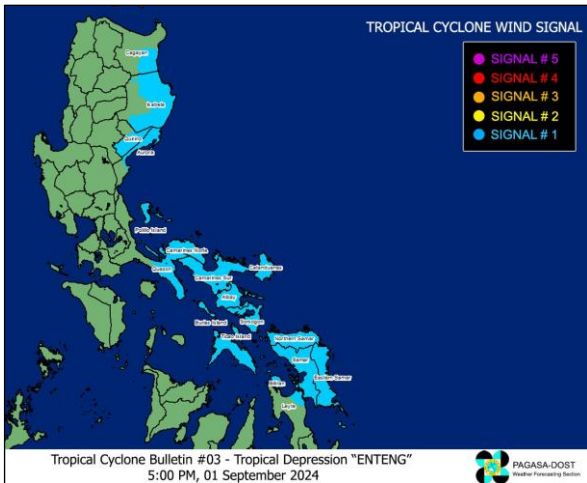 TROPICAL CYCLONE WIND SIGNAL
SIGNAL # 5
SIGNAL # 4
SIGNAL # 3
SIGNAL # 2
SIGNAL # 1
Cagayan
Isabela
Quirino
Aurora
Polillo Island
Camarines Norte
Quezon
Catanduanes
Camarines Sur
Albay
Burias Island
Sorsogon
Ticao Island
Northern Samar
Samar
Eastern Samar
Biliran
Leyte
Tropical Cyclone Bulletin #03 - Tropical Depression "ENTENG"
5:00 PM, 01 September 2024
PAGASA-DOST
Weather Forecasting Section